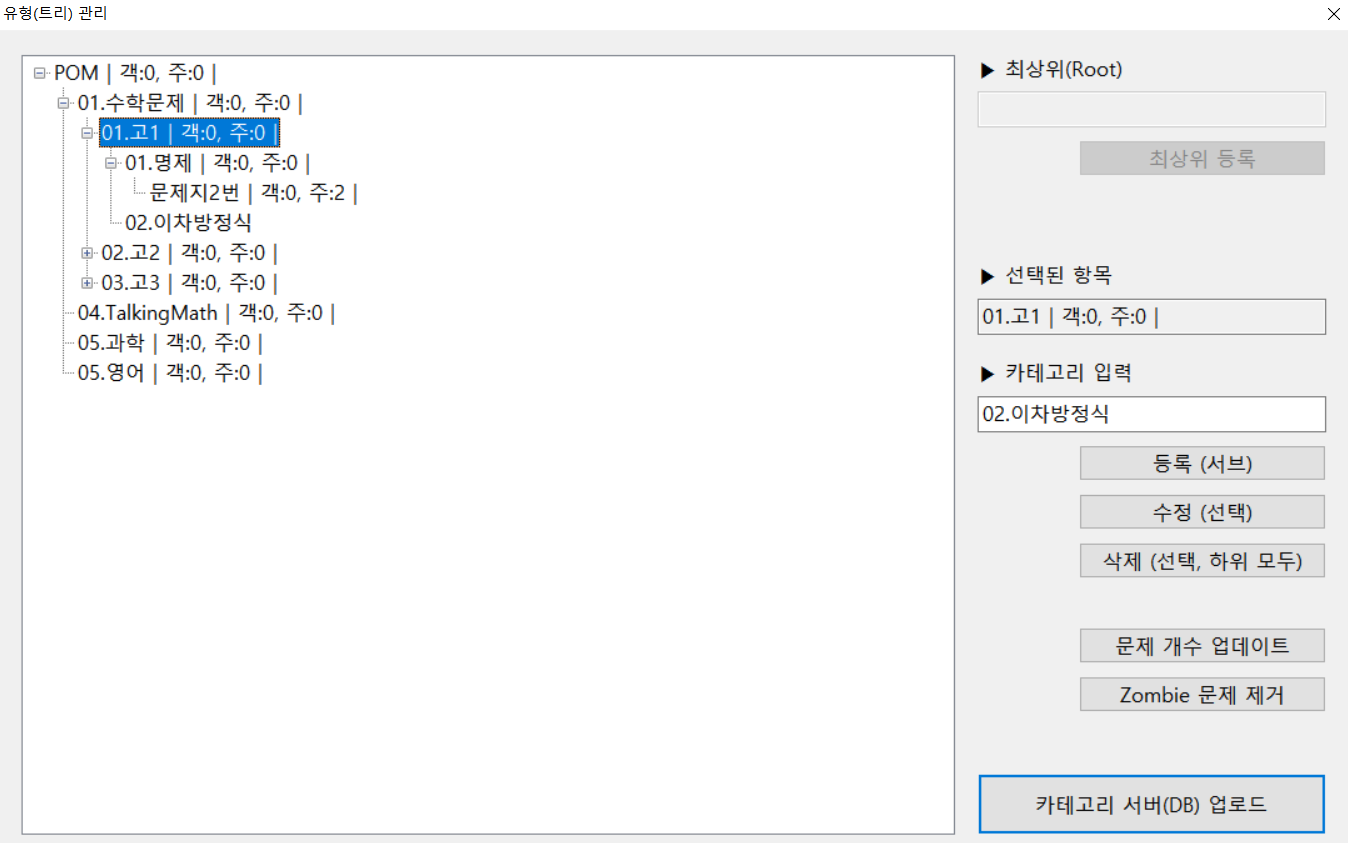 유형(트리) 관리
POM | 객:0, 주:0 |
01.수학문제 | 객:0, 주:0 |
01.고1 | 객:0, 주:0 |
01.명제 | 객:0, 주:0 |
문제지2번 | 객:0, 주:2 |
02.이차방정식
02.고2 | 객:0, 주:0 |
03.고3 | 객:0, 주:0 |
04.TalkingMath | 객:0, 주:0 |
05.과학 | 객:0, 주:0 |
05.영어 | 객:0, 주:0 |
▶ 최상위(Root)
최상위 등록
▶ 선택된 항목
01.고1 | 객:0, 주:0 |
▶ 카테고리 입력
02.이차방정식
등록 (서브)
수정 (선택)
삭제 (선택, 하위 모두)
문제 개수 업데이트
Zombie 문제 제거
카테고리 서버(DB) 업로드